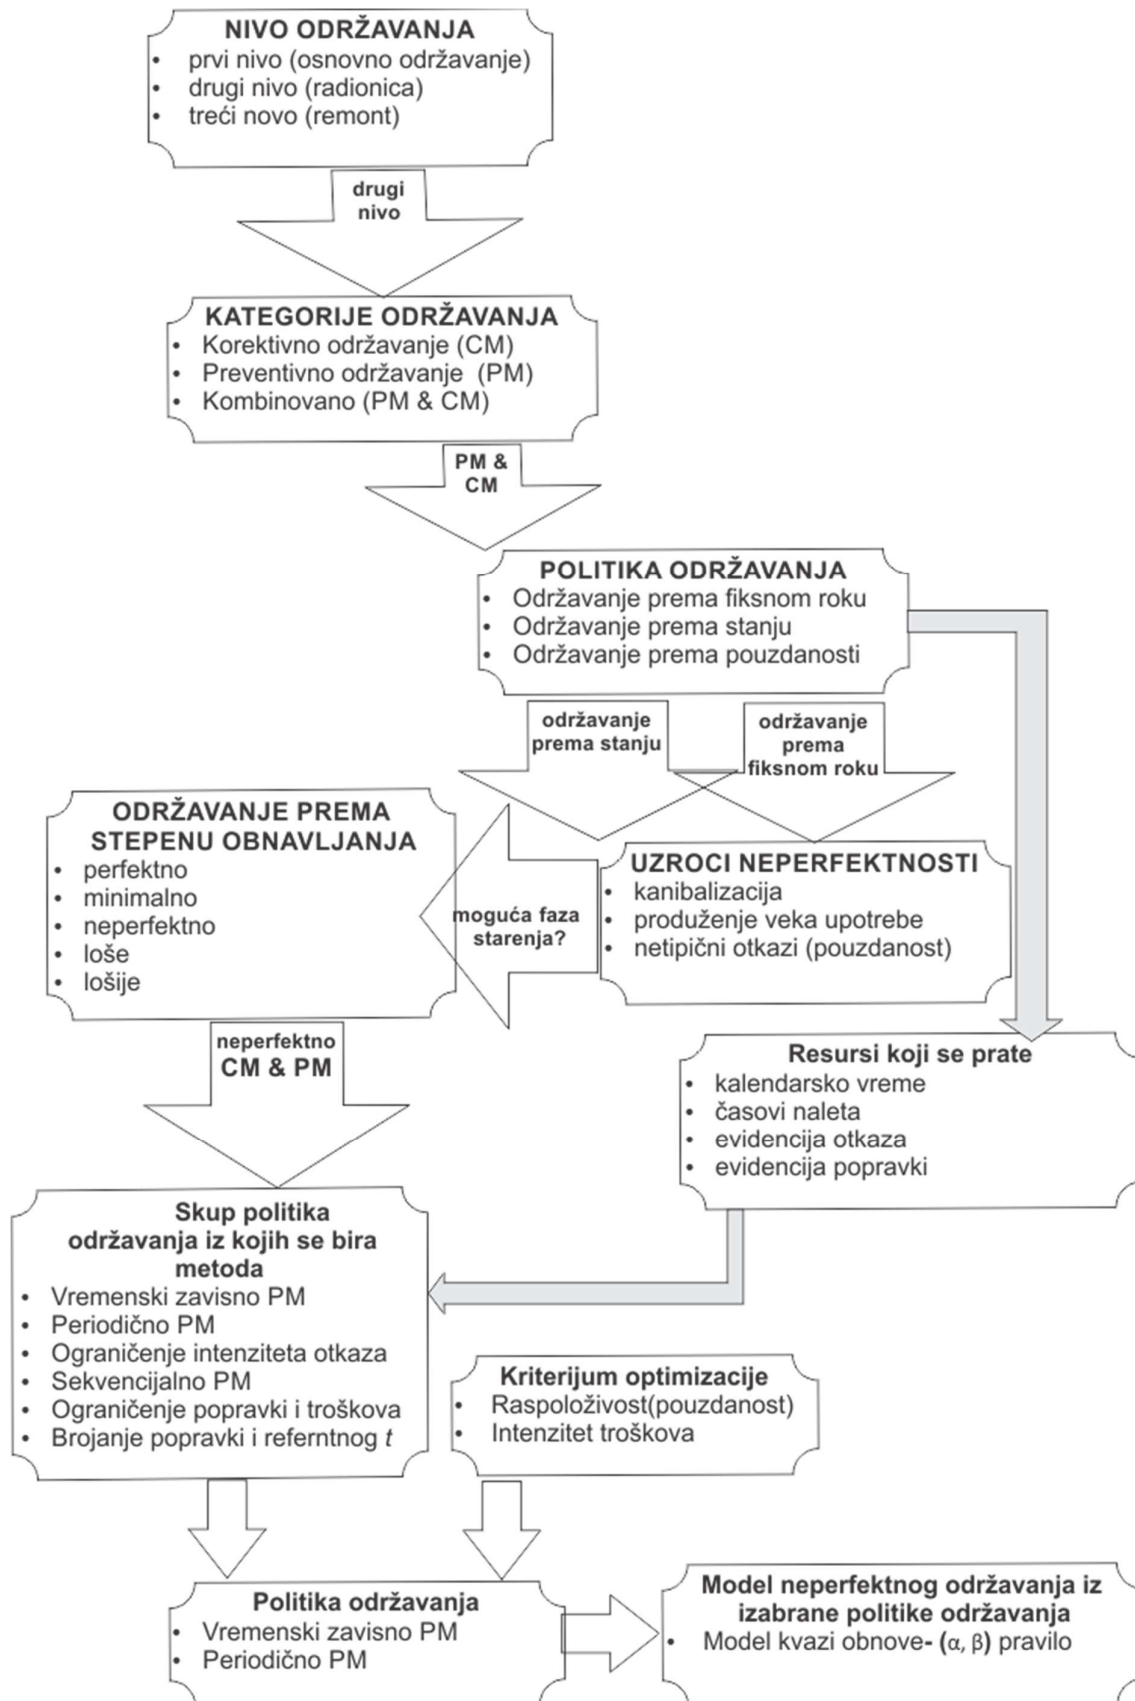 NIVO ODRŽAVANJA
• prvi nivo (osnovno održavanje)
• drugi nivo (radionica)
• treći novo (remont)
drugi
nivo
KATEGORIJE ODRŽAVANJA
• Korektivno održavanje (CM)
• Preventivno održavanje (PM)
• Kombinovano (PM & CM)
PM &
CM
POLITIKA ODRŽAVANJA
• Održavanje prema fiksnom roku
• Održavanje prema stanju
• Održavanje prema pouzdanosti
održavanje
prema stanju
održavanje
prema
fiksnom roku
UZROCI NEPERFEKTNOSTI
• kanibalizacija
• produženje veka upotrebe
• netipični otkazi (pouzdanost)
moguća faza
starenja?
ODRŽAVANJE PREMA
STEPENU OBNAVLJANJA
• perfektno
• minimalno
• neperfektno
• loše
• lošije
neperfektno
CM & PM
Resursi koji se prate
• kalendarsko vreme
• časovi naleta
• evidencija otkaza
• evidencija popravki
Skup politika
održavanja iz kojih se bira
metoda
• Vremenski zavisno PM
• Periodično PM
• Ograničenje intenziteta otkaza
• Sekvencijalno PM
• Ograničenje popravki i troškova
• Brojanje popravki i referntnog t
Kriterijum optimizacije
• Raspoloživost(pouzdanost)
• Intenzitet troškova
Politika održavanja
• Vremenski zavisno PM
• Periodično PM
Model neperfektnog održavanja iz
izabrane politike održavanja
• Model kvazi obnove- (α, β) pravilo